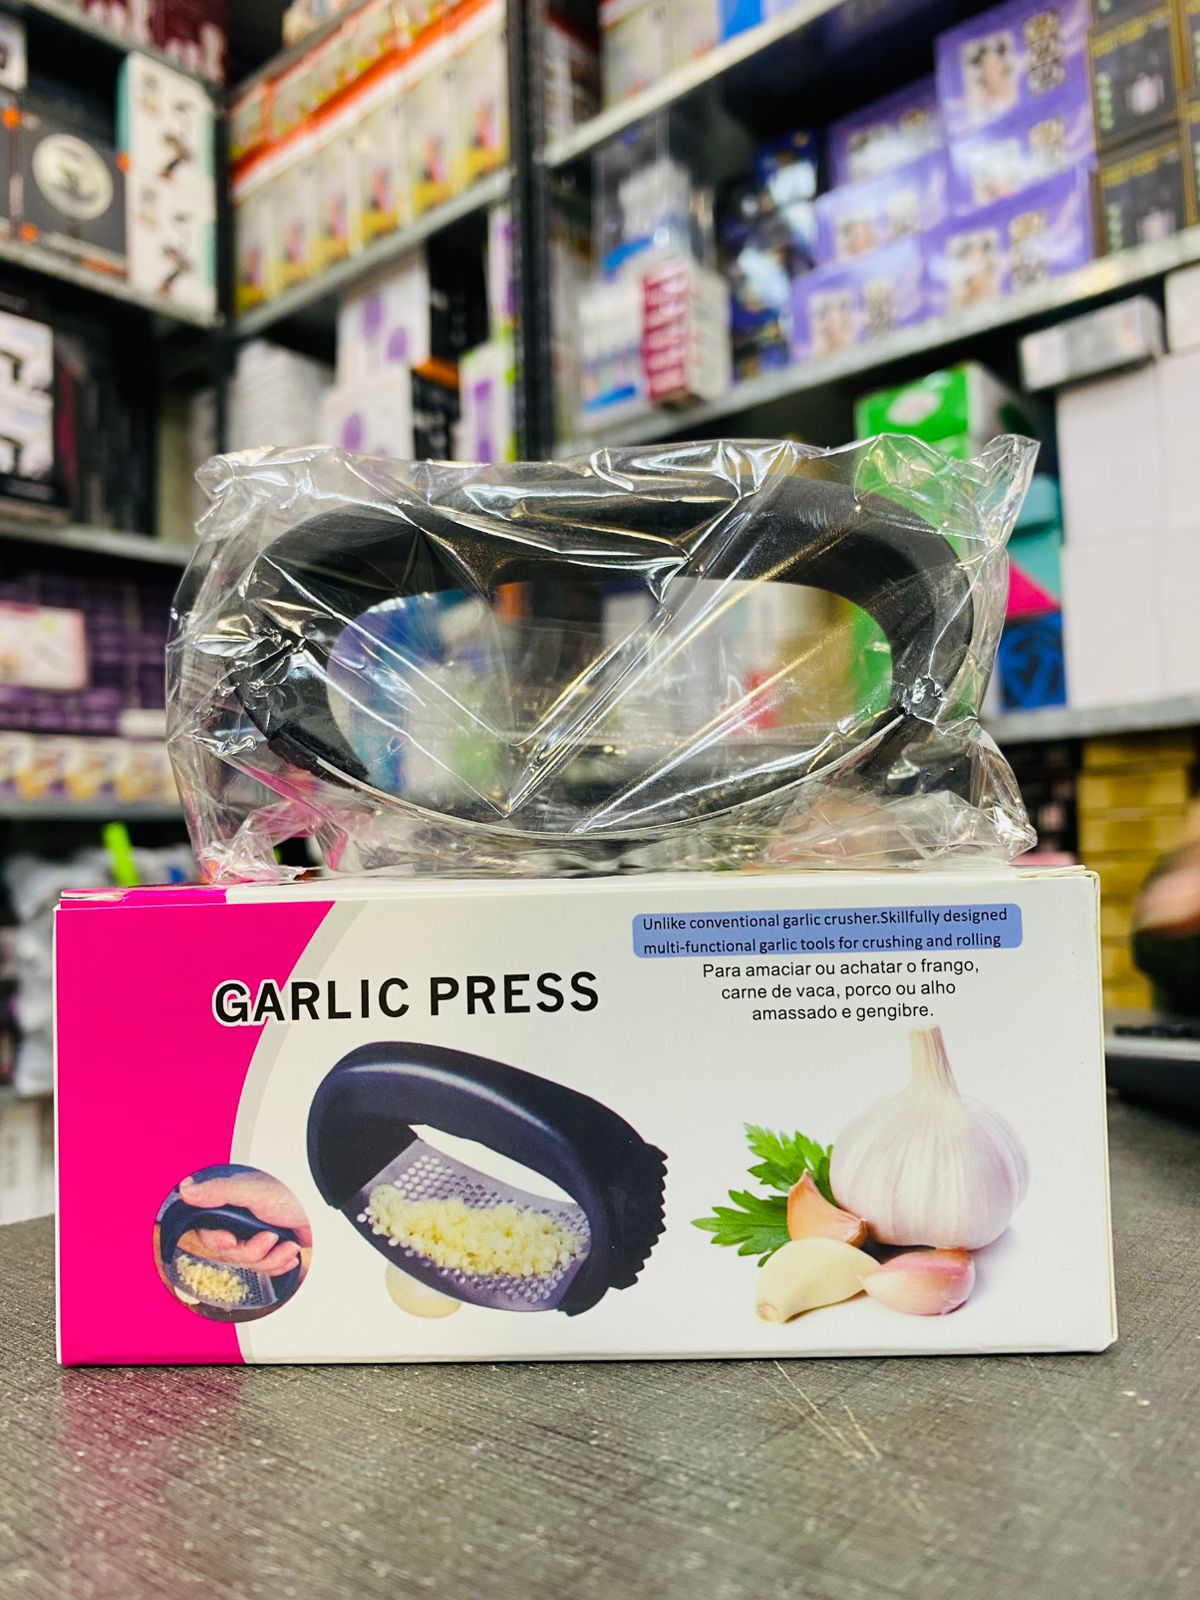 GARLIC PRESS
Unlike conventional garlic crusher.Skillfully designed
multi-functional garlic tools for crushing and rolling
Para amaciar ou achatar o frango,
carne de vaca, porco ou alho
amassado e gengibre.